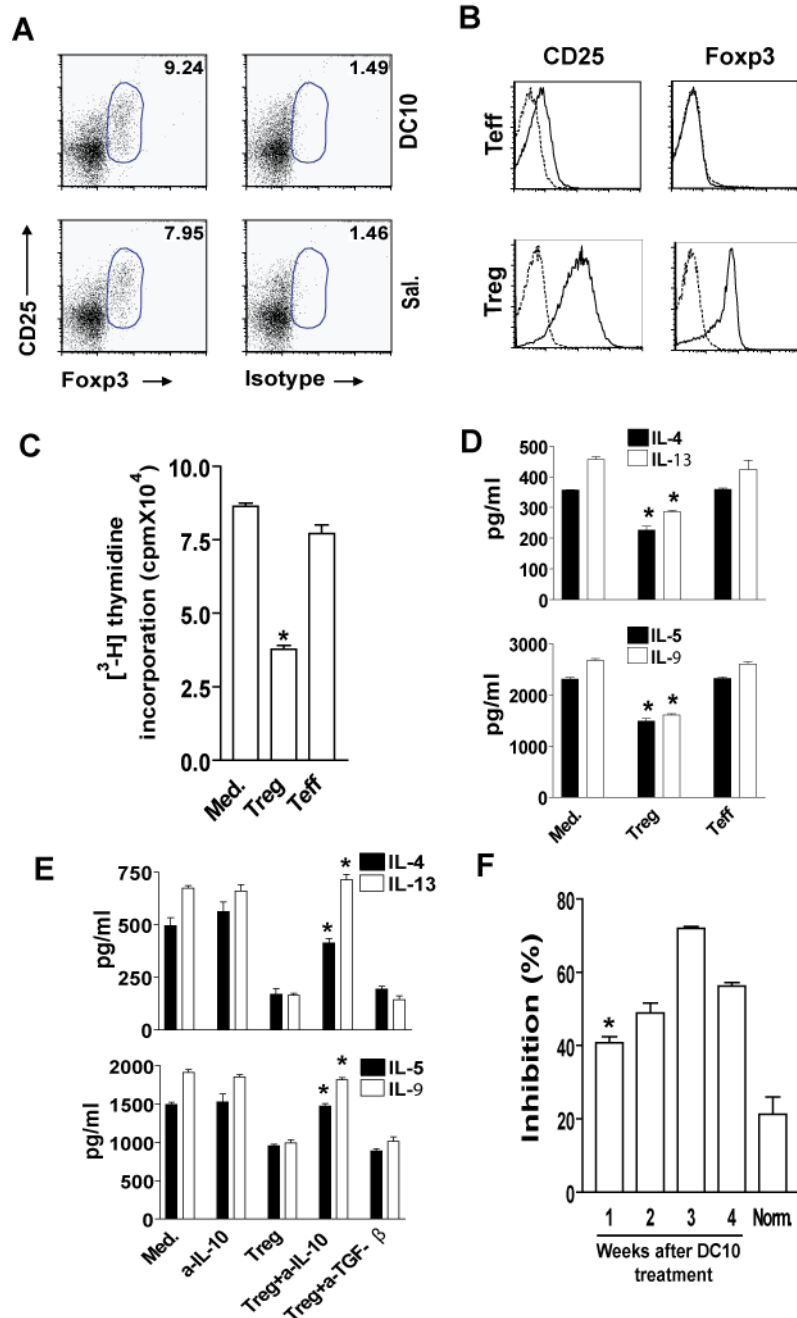 A
9.24
1.49
DC10
7.95
1.46
Sal.
CD25
Foxp3
Isotype
B
CD25
Foxp3
Teff
Treg
C
[3-H] thymidine
incorporation (cpmX10^4)
10.0
7.5
5.0
2.5
0.0
*
Med.
Treg
Teff
D
IL-4
IL-13
pg/ml
500
400
300
200
100
0
* *
IL-5
IL-9
pg/ml
3000
2000
1000
0
* *
Med.
Treg
Teff
E
IL-4
IL-13
pg/ml
750
500
250
0
* *
IL-5
IL-9
pg/ml
2000
1500
1000
500
0
* *
Med.
a-IL-10
Treg
Treg+a-IL-10
Treg+a-TGF- β
F
Inhibition (%)
80
60
40
20
0
*
1 2 3 4 Norm.
Weeks after DC10
treatment